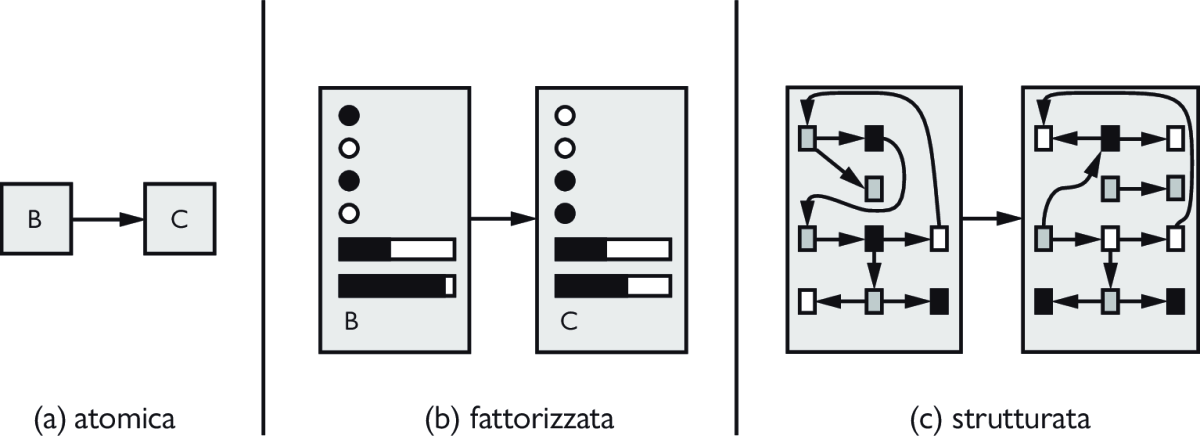 B
C
B
C
(a) atomica
(b) fattorizzata
(c) strutturata